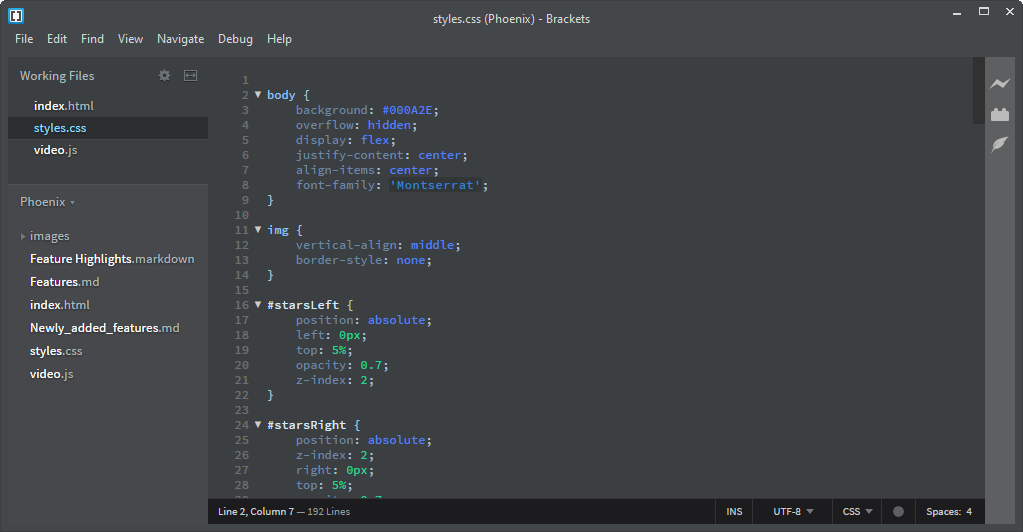 styles.css (Phoenix) - Brackets
File Edit Find View Navigate Debug Help
Working Files
index.html
styles.css
video.js
Phoenix
images
Feature Highlights.markdown
Features.md
index.html
Newly_added_features.md
styles.css
video.js
1
2 body {
3 background: #000A2E;
4 overflow: hidden;
5 display: flex;
6 justify-content: center;
7 align-items: center;
8 font-family: 'Montserrat';
9 }
10
11 img {
12 vertical-align: middle;
13 border-style: none;
14 }
15
16 #starsLeft {
17 position: absolute;
18 left: 0px;
19 top: 5%;
20 opacity: 0.7;
21 z-index: 2;
22 }
23
24 #starsRight {
25 position: absolute;
26 z-index: 2;
27 right: 0px;
28 top: 5%;
Line 2, Column 7 — 192 Lines
INS UTF-8 CSS Spaces: 4